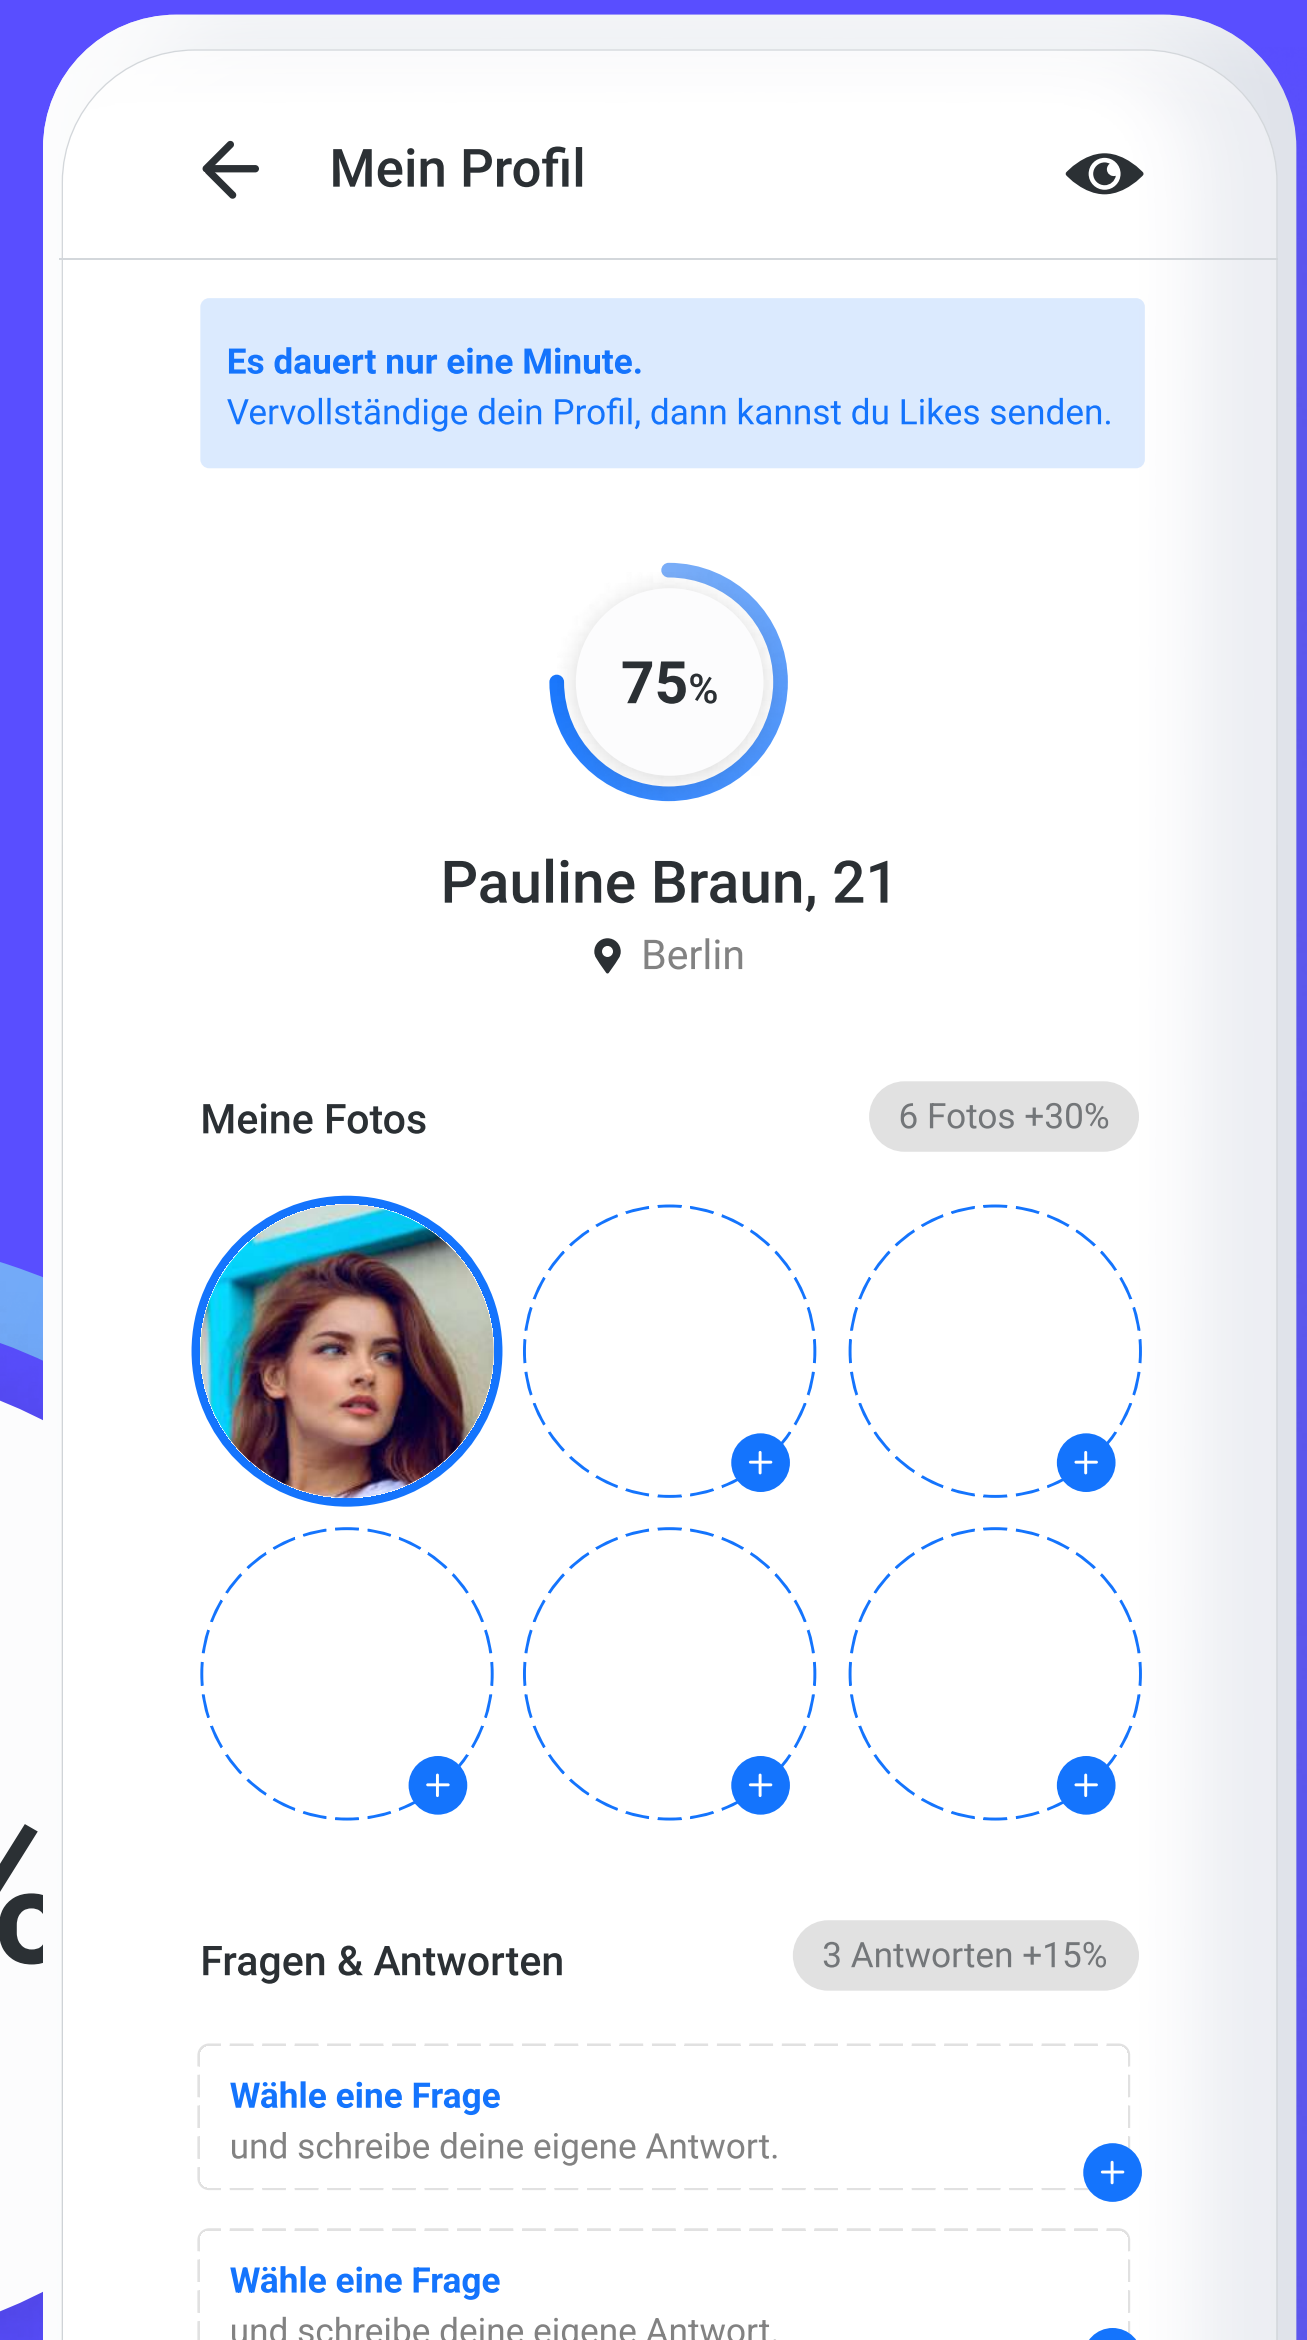 Mein Profil
Es dauert nur eine Minute.
Vervollständige dein Profil, dann kannst du Likes senden.
75%
Pauline Braun, 21
Berlin
Meine Fotos
6 Fotos +30%
%
Fragen & Antworten
3 Antworten +15%
Wähle eine Frage
und schreibe deine eigene Antwort.
Wähle eine Frage
und schreibe deine eigene Antwort.